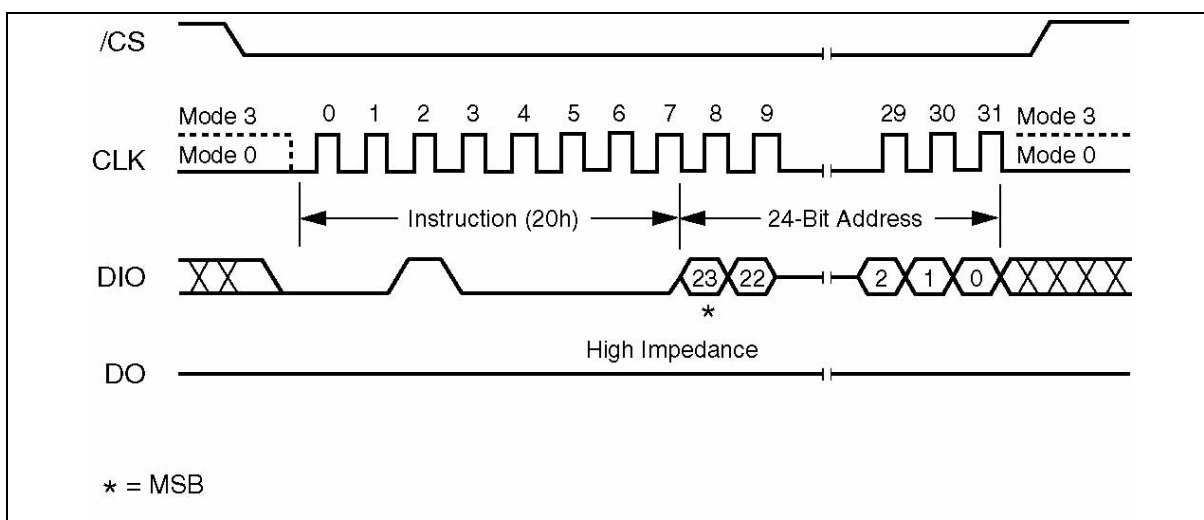 /CS
Mode 3 0 1 2 3 4 5 6 7 8 9 29 30 31 Mode 3
CLK Mode 0 Mode 0
Instruction (20h) 24-Bit Address
DIO 23 22 2 1 0
*
High Impedance
DO
* = MSB